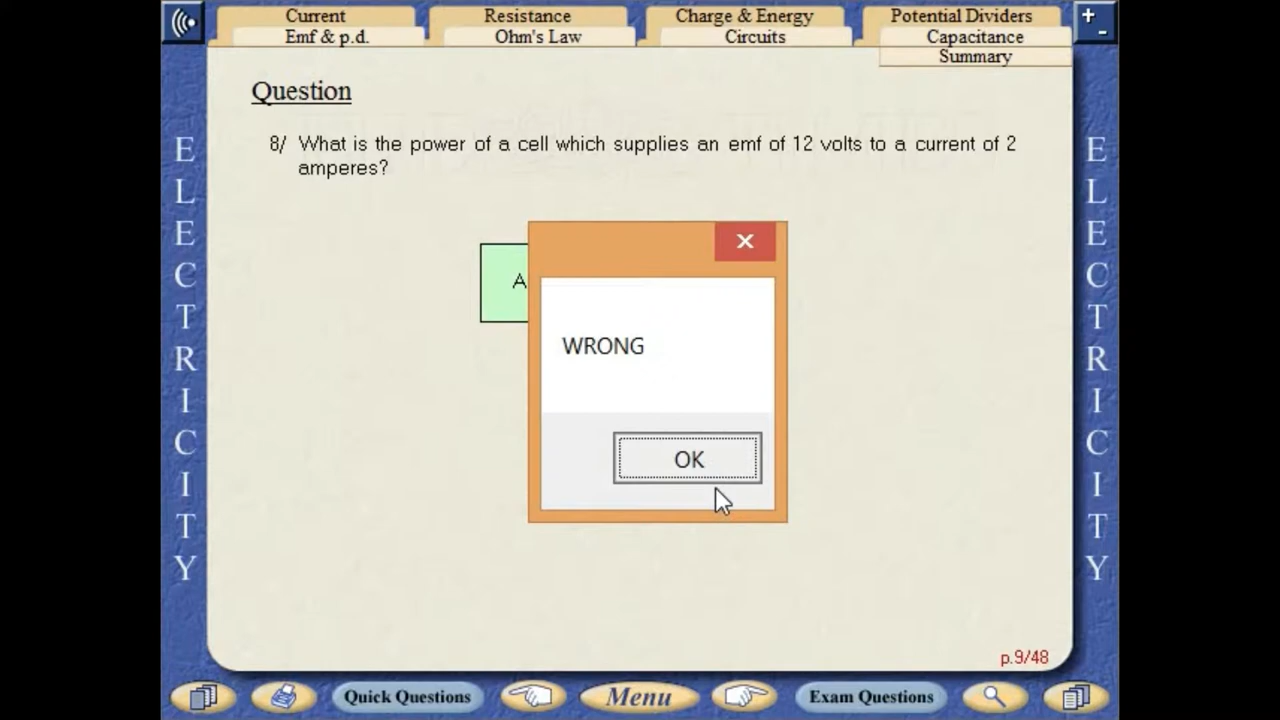 Current
Resistance
Charge & Energy
Potential Dividers
Emf & p.d.
Ohm's Law
Circuits
Capacitance
Summary
+
-
Question
8/ What is the power of a cell which supplies an emf of 12 volts to a current of 2
amperes?
A
WRONG
OK
E
L
E
C
T
R
I
C
I
T
Y
E
L
E
C
T
R
I
C
I
T
Y
p.9/48
Quick Questions
Menu
Exam Questions